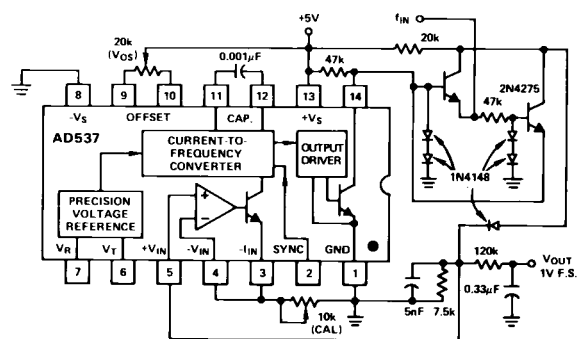 +5V
fIN
20k
(VOS)
0.001µF
47k
20k
2N4275
47k
8
9
10
11
12
13
14
-VS
OFFSET
CAP.
+VS
AD537
CURRENT-TO-
FREQUENCY
CONVERTER
OUTPUT
DRIVER
1N4148
PRECISION
VOLTAGE
REFERENCE
+
-
VR
VT
+VIN
-VIN
-IIN
SYNC
GND
7
6
5
4
3
2
1
10k
(CAL)
5nF
7.5k
120k
0.33µF
VOUT
1V F.S.